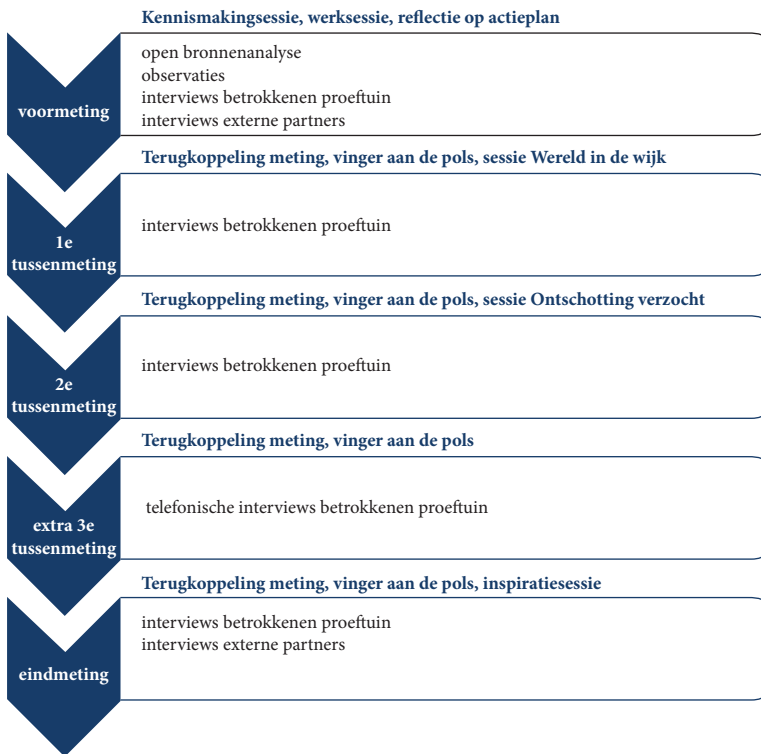 Kennismakingsessie, werksessie, reflectie op actieplan
voormeting
open bronnenanalyse
observaties
interviews betrokkenen proeftuin
interviews externe partners
Terugkoppeling meting, vinger aan de pols, sessie Wereld in de wijk
1e
tussenmeting
interviews betrokkenen proeftuin
Terugkoppeling meting, vinger aan de pols, sessie Ontschotting verzocht
2e
tussenmeting
interviews betrokkenen proeftuin
Terugkoppeling meting, vinger aan de pols
extra 3e
tussenmeting
telefonische interviews betrokkenen proeftuin
Terugkoppeling meting, vinger aan de pols, inspiratiesessie
eindmeting
interviews betrokkenen proeftuin
interviews externe partners